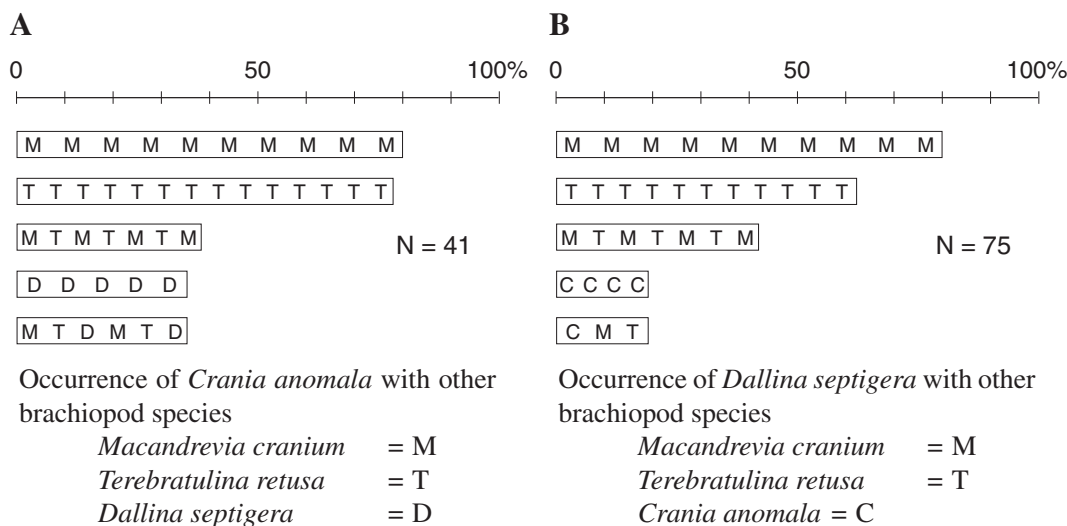 A
0 50 100%
M M M M M M M M M M
T T T T T T T T T T T T T T
M T M T M T M
N = 41
D D D D D
M T D M T D
Occurrence of Crania anomala with other
brachiopod species
Macandrevia cranium = M
Terebratulina retusa = T
Dallina septigera = D
B
0 50 100%
M M M M M M M M M M
T T T T T T T T T T T
M T M T M T M
N = 75
C C C C
C M T
Occurrence of Dallina septigera with other
brachiopod species
Macandrevia cranium = M
Terebratulina retusa = T
Crania anomala = C